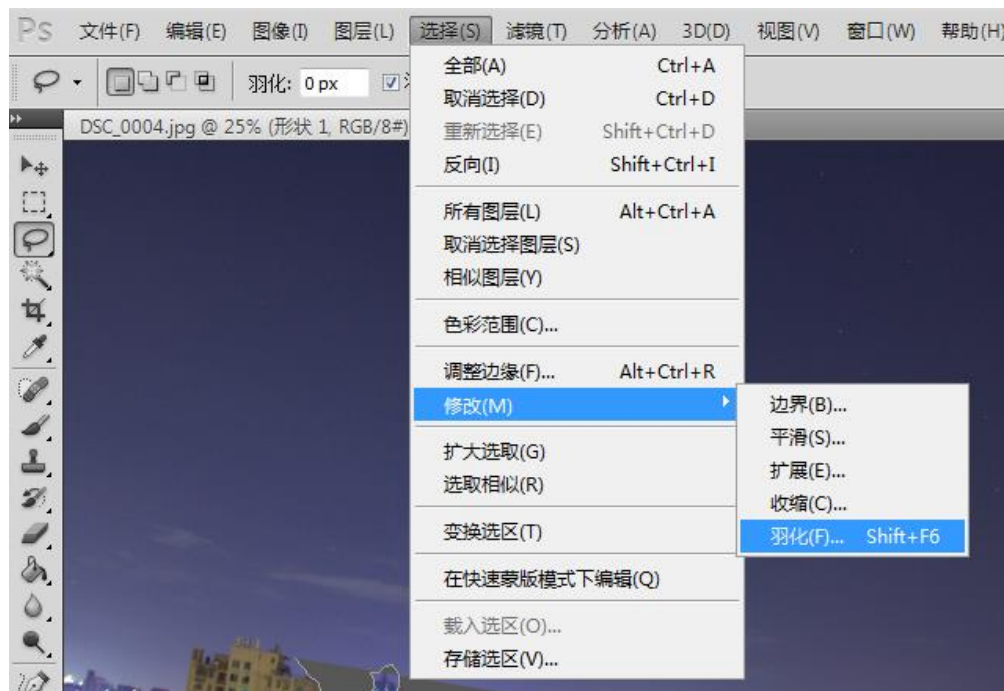 Ps 文件(F) 编辑(E) 图像(I) 图层(L) 选择(S) 滤镜(T) 分析(A) 3D(D) 视图(V) 窗口(W) 帮助(H)
羽化: 0 px
DSC_0004.jpg @ 25% (形状 1, RGB/8#)
全部(A) Ctrl+A
取消选择(D) Ctrl+D
重新选择(E) Shift+Ctrl+D
反向(I) Shift+Ctrl+I
所有图层(L) Alt+Ctrl+A
取消选择图层(S)
相似图层(Y)
色彩范围(C)...
调整边缘(F)... Alt+Ctrl+R
修改(M)
边界(B)...
平滑(S)...
扩展(E)...
收缩(C)...
羽化(F)... Shift+F6
扩大选取(G)
选取相似(R)
变换选区(T)
在快速蒙版模式下编辑(Q)
载入选区(O)...
存储选区(V)...